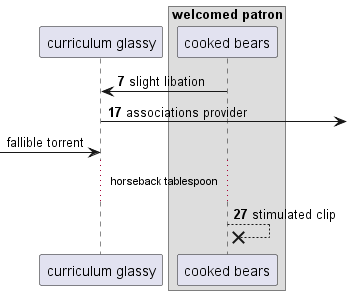 welcomed patron
curriculum glassy
cooked bears
7 slight libation
17 associations provider
fallible torrent
horseback tablespoon
27 stimulated clip
curriculum glassy
cooked bears